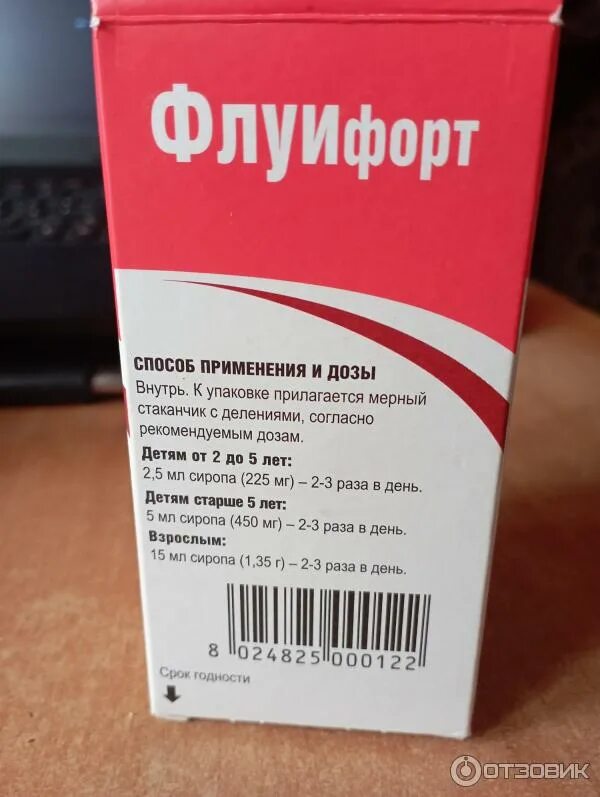 Флуифорт
СПОСОБ ПРИМЕНЕНИЯ И ДОЗЫ
Внутрь. К упаковке прилагается мерный
стаканчик с делениями, согласно
рекомендуемым дозам.
Детям от 2 до 5 лет:
2,5 мл сиропа (225 мг) – 2-3 раза в день.
Детям старше 5 лет:
5 мл сиропа (450 мг) – 2-3 раза в день.
Взрослым:
15 мл сиропа (1,35 г) – 2-3 раза в день.
8 024825 000122
Срок годности
ОТЗОВИК